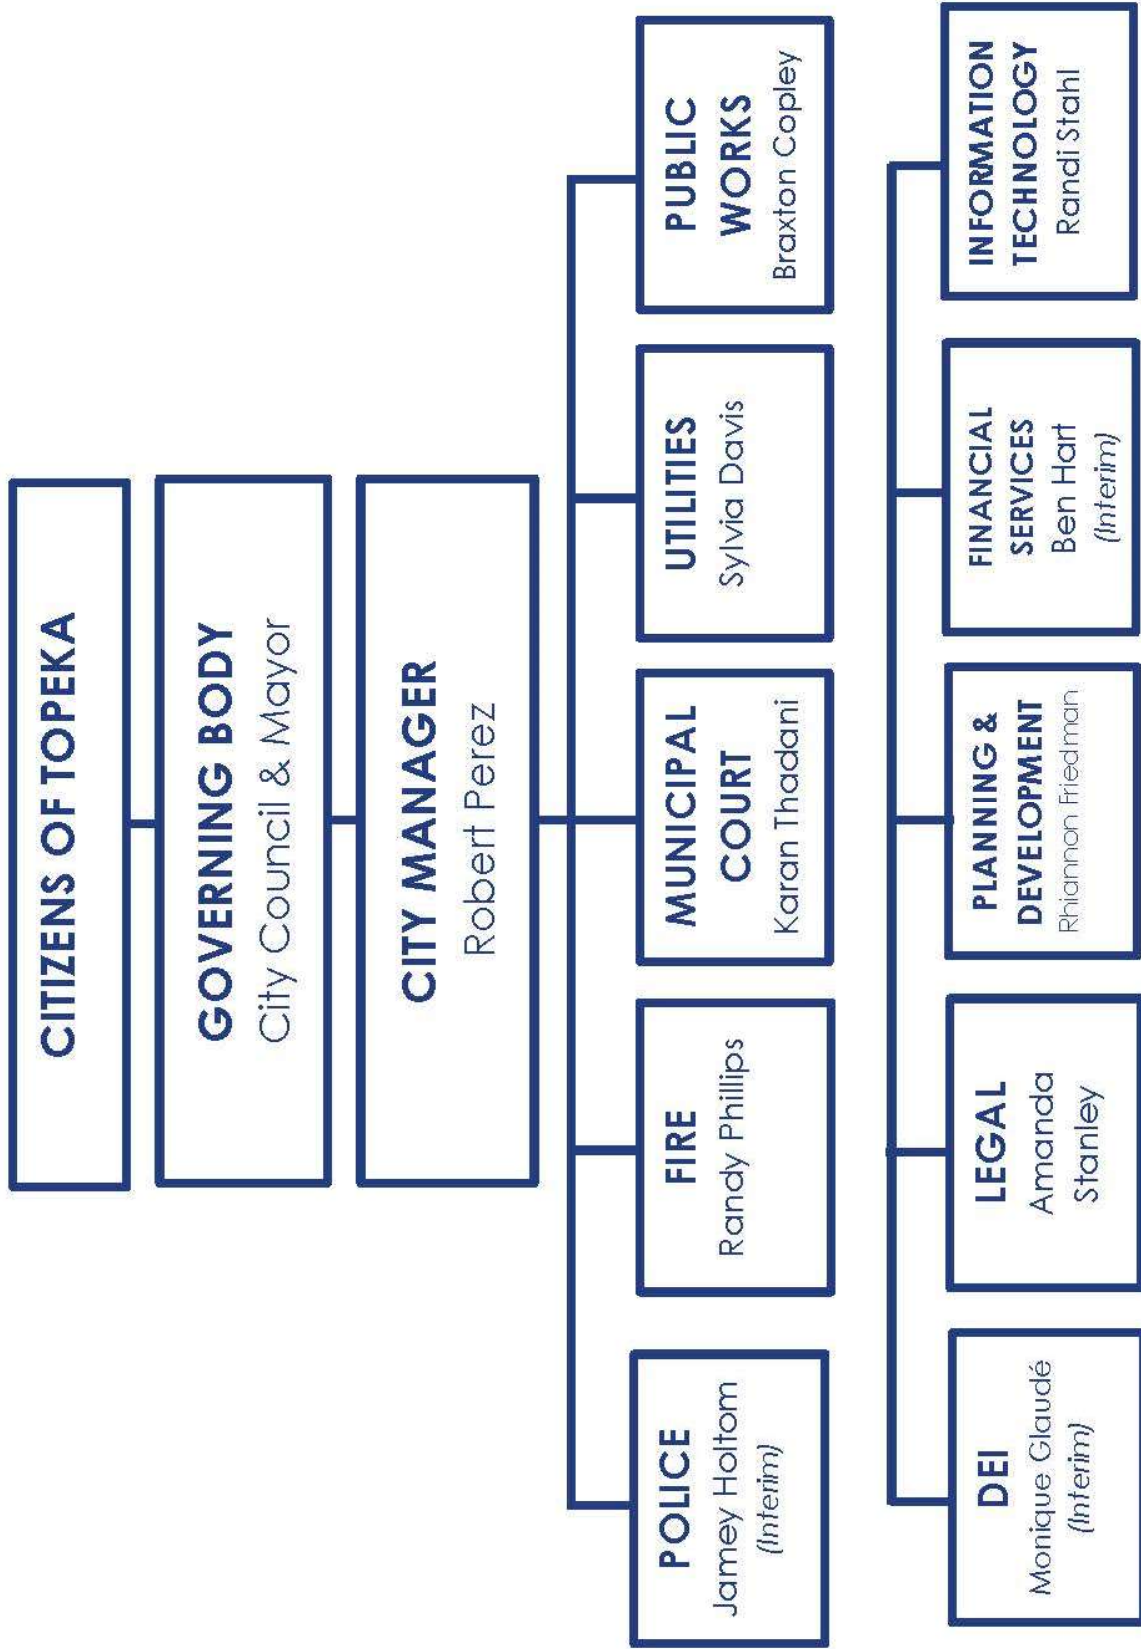 CITIZENS OF TOPEKA
GOVERNING BODY
City Council & Mayor
CITY MANAGER
Robert Perez
POLICE
Jamey Holtom
(Interim)
FIRE
Randy Phillips
MUNICIPAL
COURT
Karan Thadani
UTILITIES
Sylvia Davis
PUBLIC
WORKS
Braxton Copley
DEI
Monique Glaudé
(Interim)
LEGAL
Amanda
Stanley
PLANNING &
DEVELOPMENT
Rhiannon Friedman
FINANCIAL
SERVICES
Ben Hart
(Interim)
INFORMATION
TECHNOLOGY
Randi Stahl